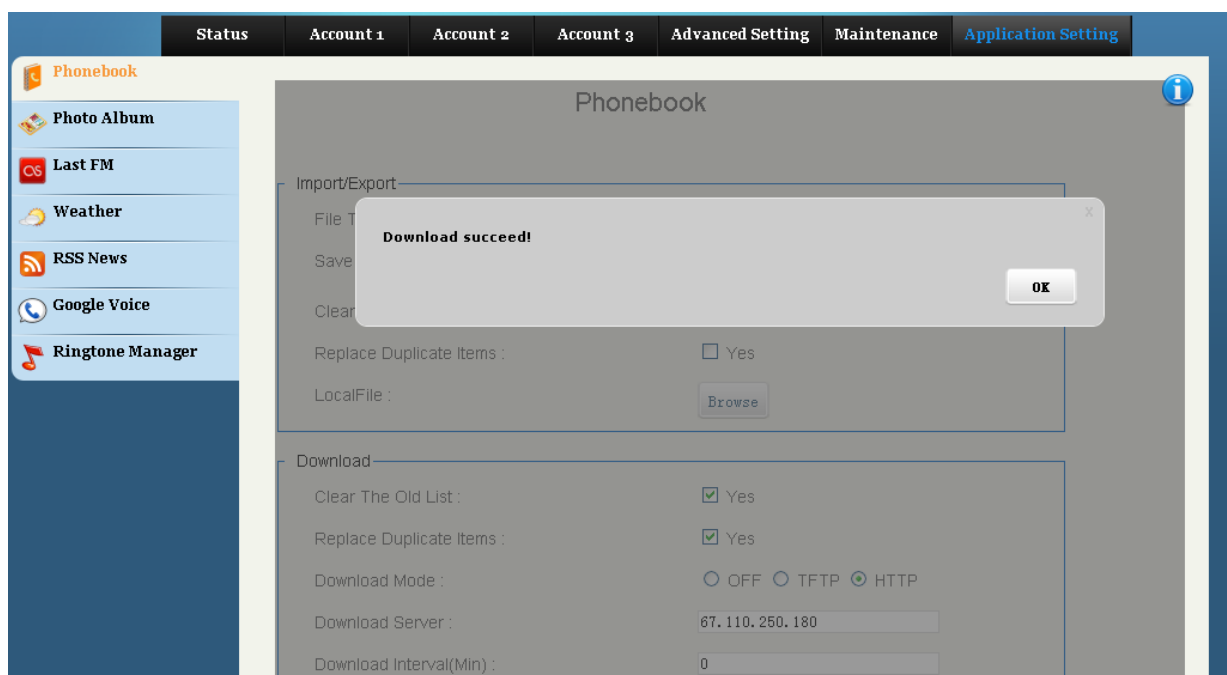 Status Account 1 Account 2 Account 3 Advanced Setting Maintenance Application Setting
Phonebook
Photo Album
Last FM
Weather
RSS News
Google Voice
Ringtone Manager
Phonebook
Import/Export
File T
Download succeed!
X
Save
OK
Clear
Replace Duplicate Items : Yes
LocalFile : Browse
Download
Clear The Old List : Yes
Replace Duplicate Items : Yes
Download Mode : OFF TFTP HTTP
Download Server : 67.110.250.180
Download Interval(Min) : 0